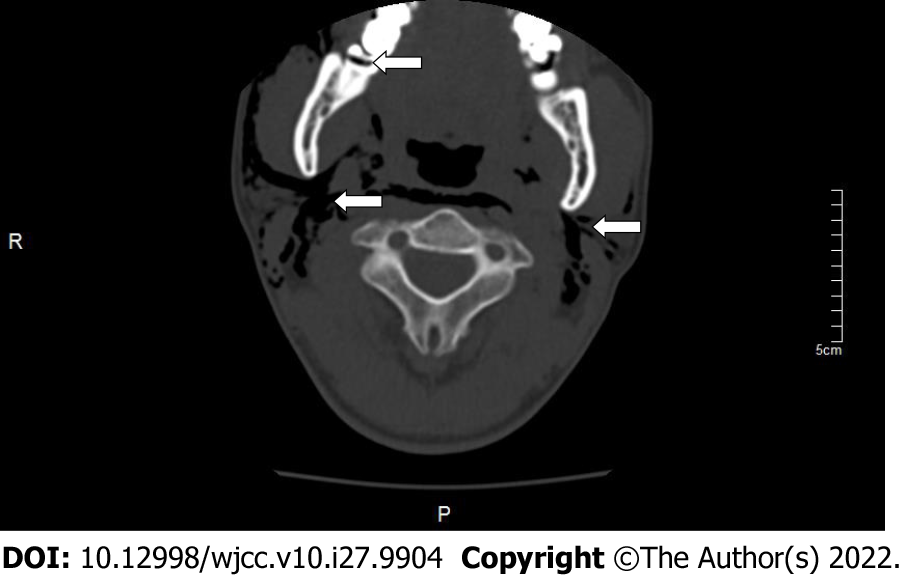 R
5cm
P
DOI: 10.12998/wjcc.v10.i27.9904 Copyright ©The Author(s) 2022.